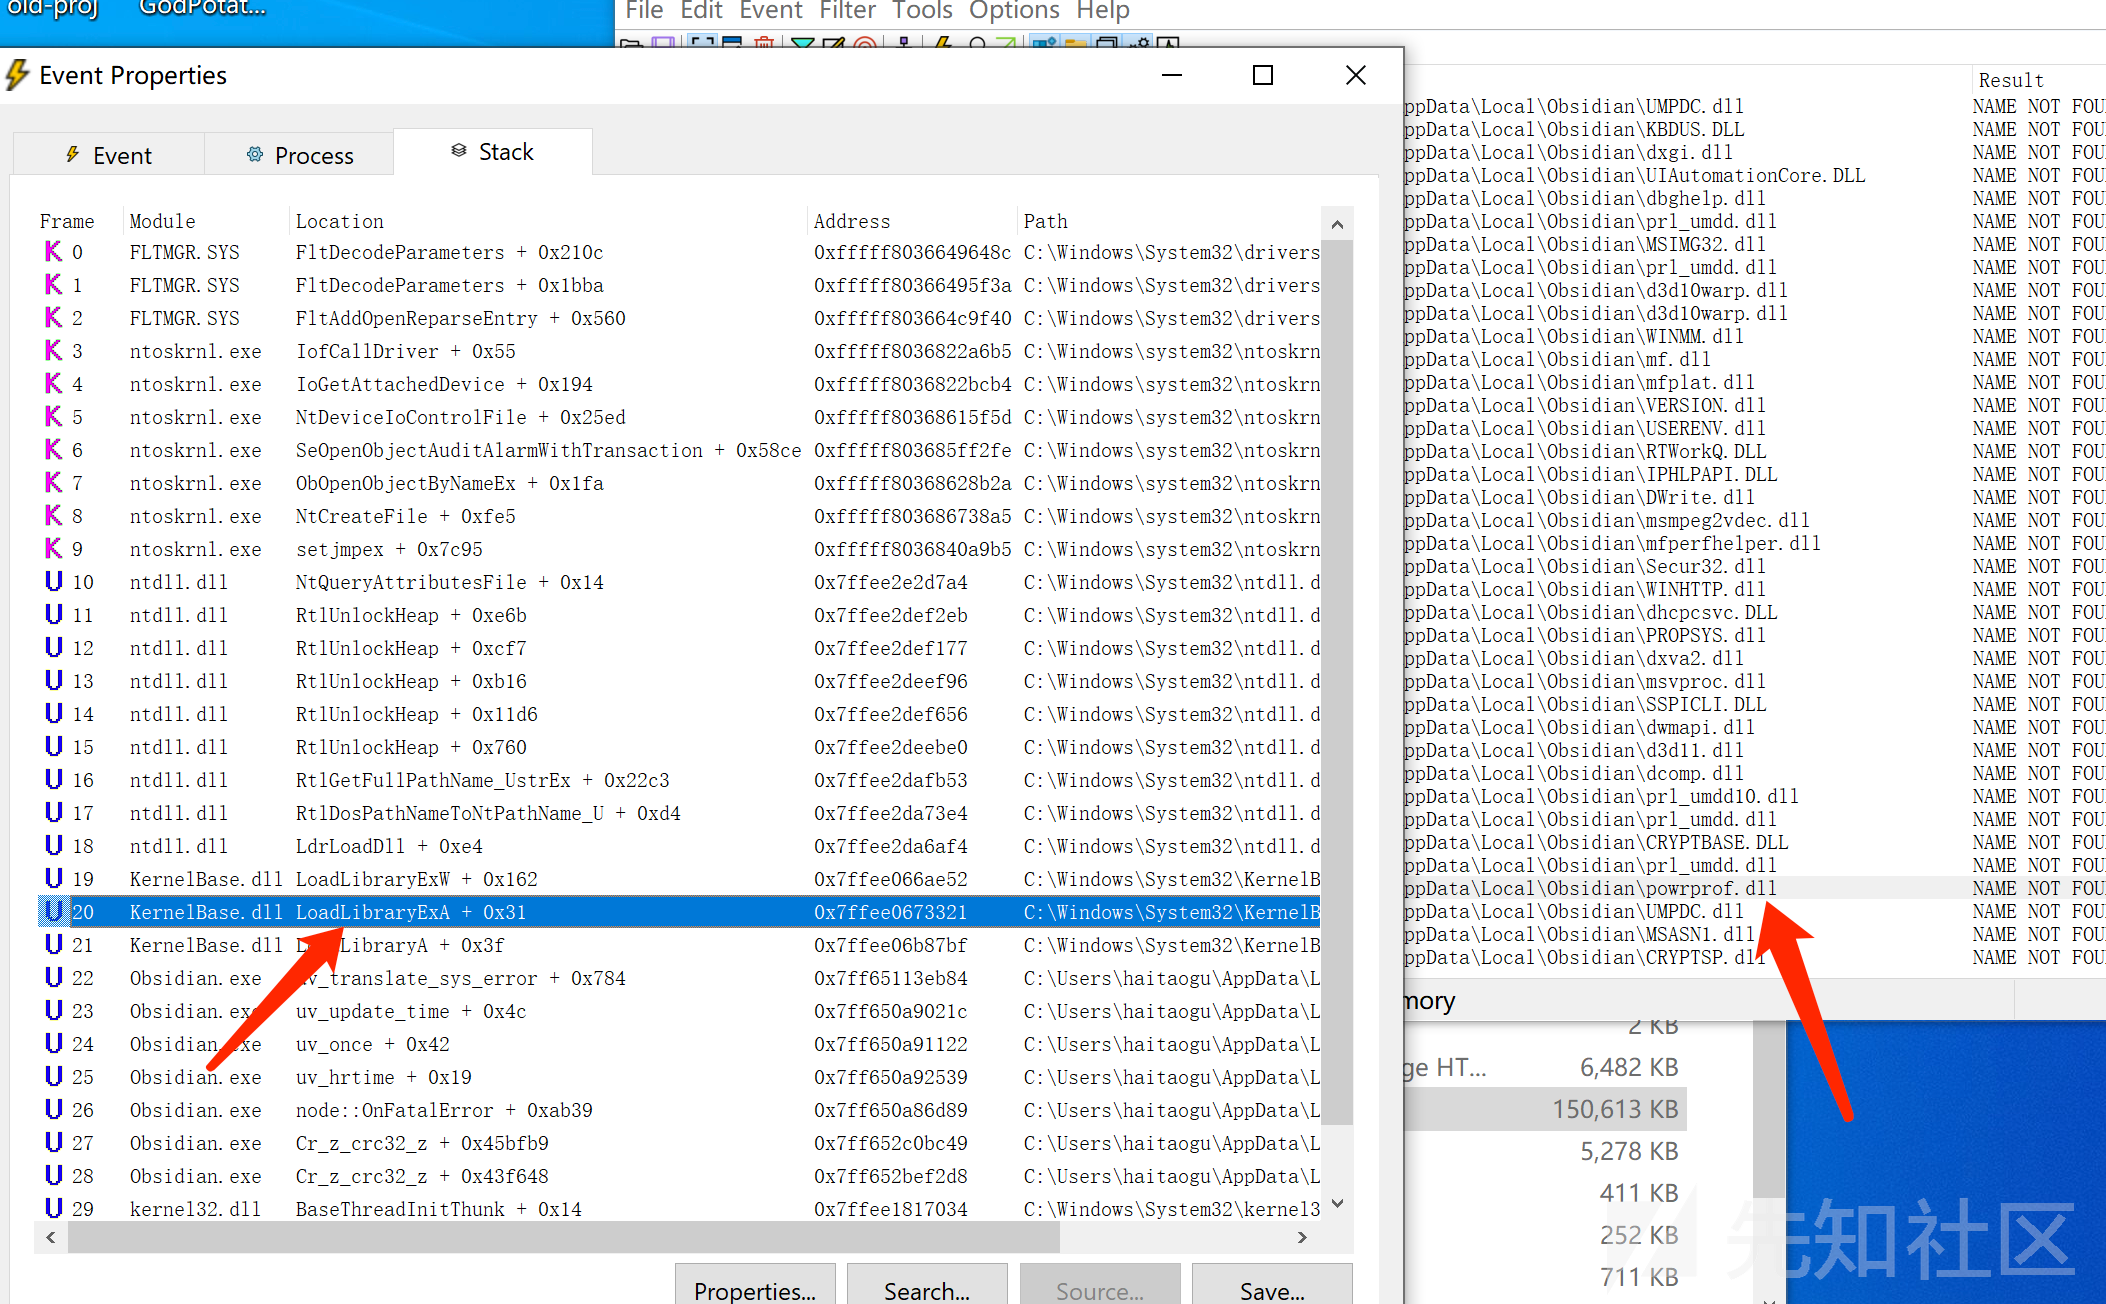 old-proj GodPotat...
File Edit Event Filter Tools Options Help
Event Properties
Event Process Stack
Frame Module Location Address Path
K 0 FLTMGR.SYS FltDecodeParameters + 0x210c 0xfffff8036649648c C:\Windows\System32\drivers
K 1 FLTMGR.SYS FltDecodeParameters + 0x1bba 0xfffff80366495f3a C:\Windows\System32\drivers
K 2 FLTMGR.SYS FltAddOpenReparseEntry + 0x560 0xfffff803664c9f40 C:\Windows\System32\drivers
K 3 ntoskrnl.exe IofCallDriver + 0x55 0xfffff8036822a6b5 C:\Windows\system32\ntoskrn
K 4 ntoskrnl.exe IoGetAttachedDevice + 0x194 0xfffff8036822bcb4 C:\Windows\system32\ntoskrn
K 5 ntoskrnl.exe NtDeviceIoControlFile + 0x25ed 0xfffff80368615f5d C:\Windows\system32\ntoskrn
K 6 ntoskrnl.exe SeOpenObjectAuditAlarmWithTransaction + 0x58ce 0xfffff803685ff2fe C:\Windows\system32\ntoskrn
K 7 ntoskrnl.exe ObOpenObjectByNameEx + 0x1fa 0xfffff80368628b2a C:\Windows\system32\ntoskrn
K 8 ntoskrnl.exe NtCreateFile + 0xfe5 0xfffff803686738a5 C:\Windows\system32\ntoskrn
K 9 ntoskrnl.exe setjmpex + 0x7c95 0xfffff8036840a9b5 C:\Windows\system32\ntoskrn
U 10 ntdll.dll NtQueryAttributesFile + 0x14 0x7ffee2e2d7a4 C:\Windows\System32\ntdll.d
U 11 ntdll.dll RtlUnlockHeap + 0xe6b 0x7ffee2def2eb C:\Windows\System32\ntdll.d
U 12 ntdll.dll RtlUnlockHeap + 0xcf7 0x7ffee2def177 C:\Windows\System32\ntdll.d
U 13 ntdll.dll RtlUnlockHeap + 0xb16 0x7ffee2deef96 C:\Windows\System32\ntdll.d
U 14 ntdll.dll RtlUnlockHeap + 0x11d6 0x7ffee2def656 C:\Windows\System32\ntdll.d
U 15 ntdll.dll RtlUnlockHeap + 0x760 0x7ffee2deebe0 C:\Windows\System32\ntdll.d
U 16 ntdll.dll RtlGetFullPathName_UstrEx + 0x22c3 0x7ffee2dafb53 C:\Windows\System32\ntdll.d
U 17 ntdll.dll RtlDosPathNameToNtPathName_U + 0xd4 0x7ffee2da73e4 C:\Windows\System32\ntdll.d
U 18 ntdll.dll LdrLoadDll + 0xe4 0x7ffee2da6af4 C:\Windows\System32\ntdll.d
U 19 KernelBase.dll LoadLibraryExW + 0x162 0x7ffee066ae52 C:\Windows\System32\KernelB
U 20 KernelBase.dll LoadLibraryExA + 0x31 0x7ffee0673321 C:\Windows\System32\KernelB
U 21 KernelBase.dll LibraryA + 0x3f 0x7ffee06b87bf C:\Windows\System32\KernelB
U 22 Obsidian.exe uv_translate_sys_error + 0x784 0x7ff65113eb84 C:\Users\haitaogu\AppData\L
U 23 Obsidian.exe uv_update_time + 0x4c 0x7ff650a9021c C:\Users\haitaogu\AppData\L
U 24 Obsidian.exe uv_once + 0x42 0x7ff650a91122 C:\Users\haitaogu\AppData\L
U 25 Obsidian.exe uv_hrtime + 0x19 0x7ff650a92539 C:\Users\haitaogu\AppData\L
U 26 Obsidian.exe node::OnFatalError + 0xab39 0x7ff650a86d89 C:\Users\haitaogu\AppData\L
U 27 Obsidian.exe Cr_z_crc32_z + 0x45bfb9 0x7ff652c0bc49 C:\Users\haitaogu\AppData\L
U 28 Obsidian.exe Cr_z_crc32_z + 0x43f648 0x7ff652bef2d8 C:\Users\haitaogu\AppData\L
U 29 kernel32.dll BaseThreadInitThunk + 0x14 0x7ffee1817034 C:\Windows\System32\kernel3
Properties... Search... Source... Save...
Result
ppData\Local\Obsidian\UMPDC.dll NAME NOT FOU
ppData\Local\Obsidian\KBDUS.DLL NAME NOT FOU
ppData\Local\Obsidian\dxgi.dll NAME NOT FOU
ppData\Local\Obsidian\UIAutomationCore.DLL NAME NOT FOU
ppData\Local\Obsidian\dbghelp.dll NAME NOT FOU
ppData\Local\Obsidian\prl_umdd.dll NAME NOT FOU
ppData\Local\Obsidian\MSIMG32.dll NAME NOT FOU
ppData\Local\Obsidian\prl_umdd.dll NAME NOT FOU
ppData\Local\Obsidian\d3d10warp.dll NAME NOT FOU
ppData\Local\Obsidian\d3d10warp.dll NAME NOT FOU
ppData\Local\Obsidian\WINMM.dll NAME NOT FOU
ppData\Local\Obsidian\mf.dll NAME NOT FOU
ppData\Local\Obsidian\mfplat.dll NAME NOT FOU
ppData\Local\Obsidian\VERSION.dll NAME NOT FOU
ppData\Local\Obsidian\USERENV.dll NAME NOT FOU
ppData\Local\Obsidian\RTWorkQ.DLL NAME NOT FOU
ppData\Local\Obsidian\IPHLPAPI.DLL NAME NOT FOU
ppData\Local\Obsidian\DWrite.dll NAME NOT FOU
ppData\Local\Obsidian\msmpeg2vdec.dll NAME NOT FOU
ppData\Local\Obsidian\mfperfhelper.dll NAME NOT FOU
ppData\Local\Obsidian\Secur32.dll NAME NOT FOU
ppData\Local\Obsidian\WINHTTP.dll NAME NOT FOU
ppData\Local\Obsidian\dhcpcsvc.DLL NAME NOT FOU
ppData\Local\Obsidian\PROPSYS.dll NAME NOT FOU
ppData\Local\Obsidian\dxva2.dll NAME NOT FOU
ppData\Local\Obsidian\msvproc.dll NAME NOT FOU
ppData\Local\Obsidian\SSPICLI.DLL NAME NOT FOU
ppData\Local\Obsidian\dwmapi.dll NAME NOT FOU
ppData\Local\Obsidian\d3d11.dll NAME NOT FOU
ppData\Local\Obsidian\dcomp.dll NAME NOT FOU
ppData\Local\Obsidian\prl_umdd10.dll NAME NOT FOU
ppData\Local\Obsidian\prl_umdd.dll NAME NOT FOU
ppData\Local\Obsidian\CRYPTBASE.DLL NAME NOT FOU
ppData\Local\Obsidian\prl_umdd.dll NAME NOT FOU
ppData\Local\Obsidian\powrprof.dll NAME NOT FOU
ppData\Local\Obsidian\UMPDC.dll NAME NOT FOU
ppData\Local\Obsidian\MSASN1.dll NAME NOT FOU
ppData\Local\Obsidian\CRYPTSP.dll NAME NOT FOU
mory
2 KB
ge HT... 6,482 KB
150,613 KB
5,278 KB
411 KB
252 KB
711 KB
先知社区